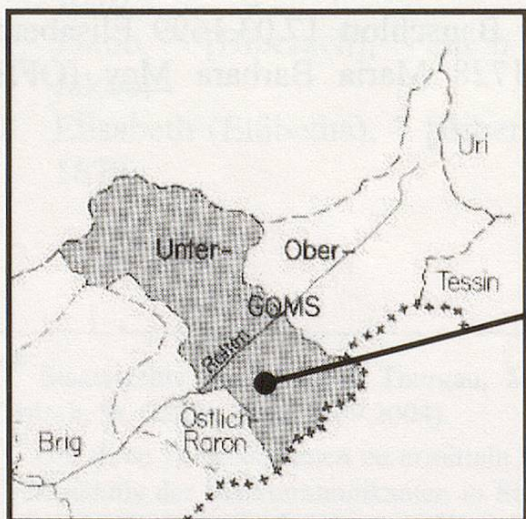 Uri
Unter-
Ober-
Tessin
GOMS
Rotten
Östlich-
Raron
Brig